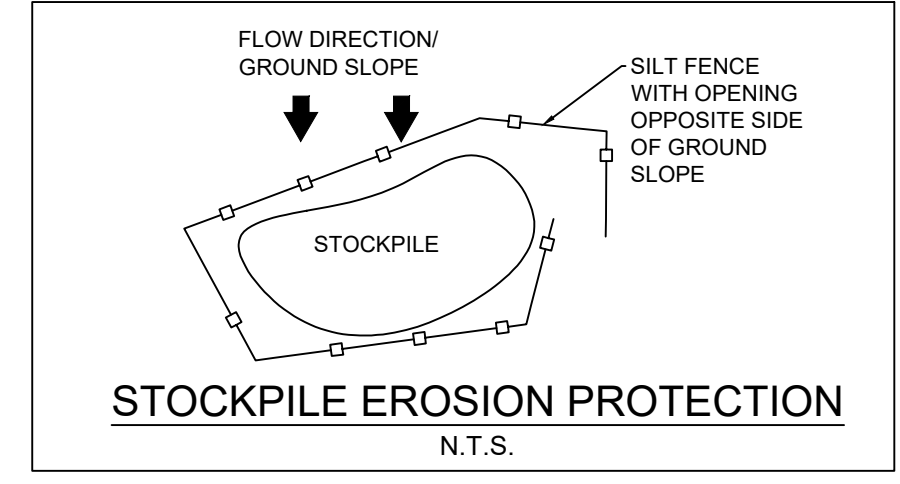 FLOW DIRECTION/
GROUND SLOPE
SILT FENCE
WITH OPENING
OPPOSITE SIDE
OF GROUND
SLOPE
STOCKPILE
STOCKPILE EROSION PROTECTION
N.T.S.